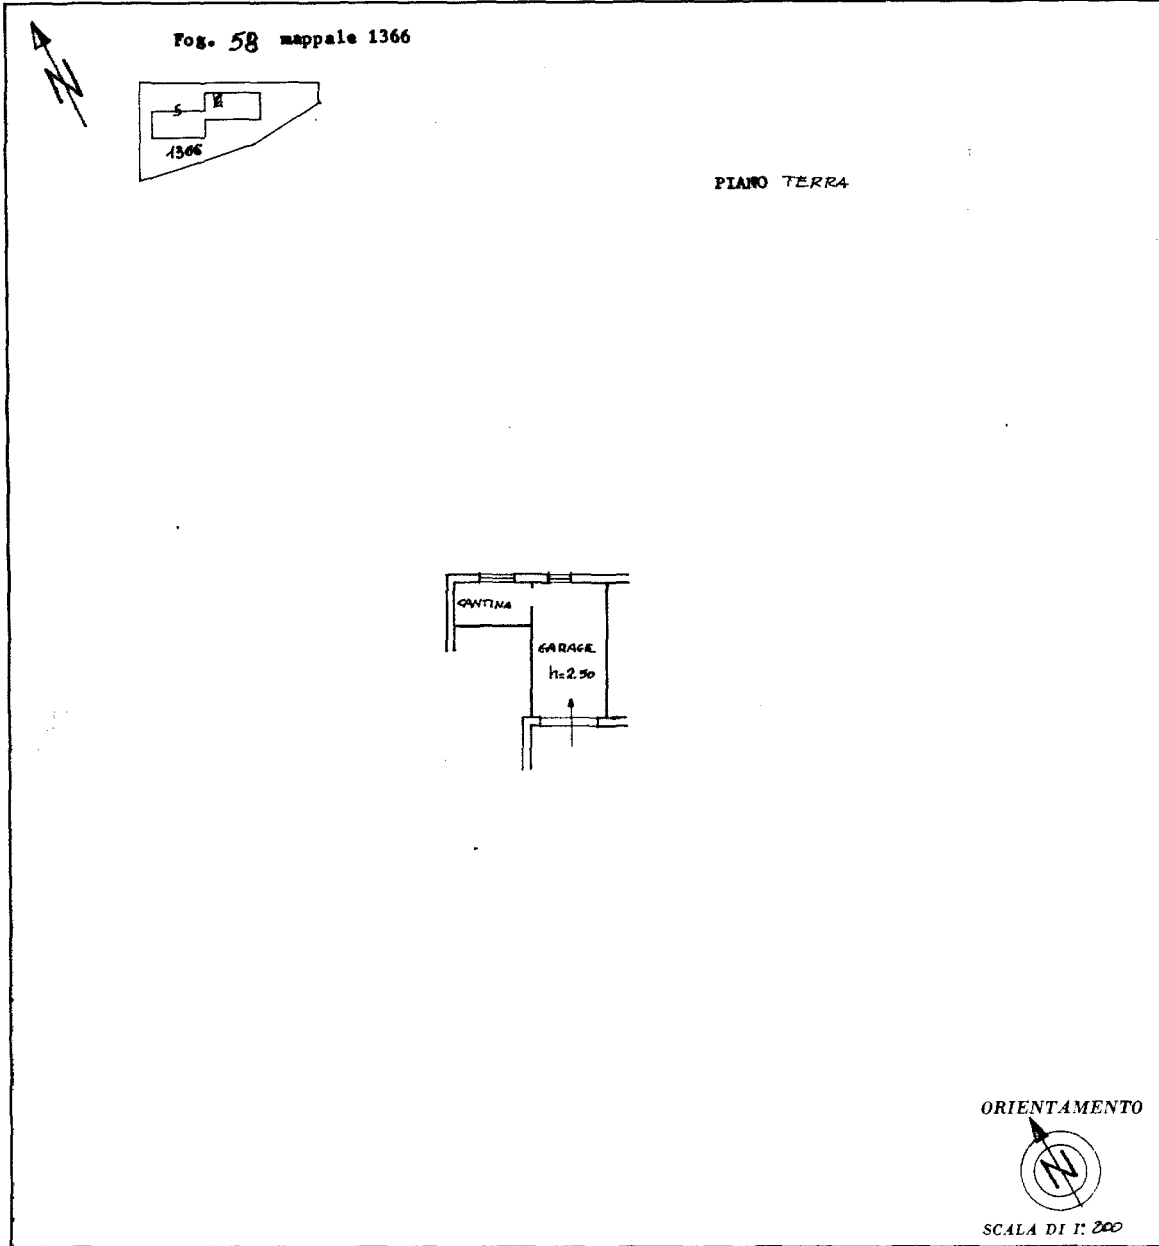 N
Fog. 58 mappale 1366
S
1366
PIANO TERRA
CANTINA
GARAGE
h=2.50
ORIENTAMENTO
N
SCALA DI 1: 200